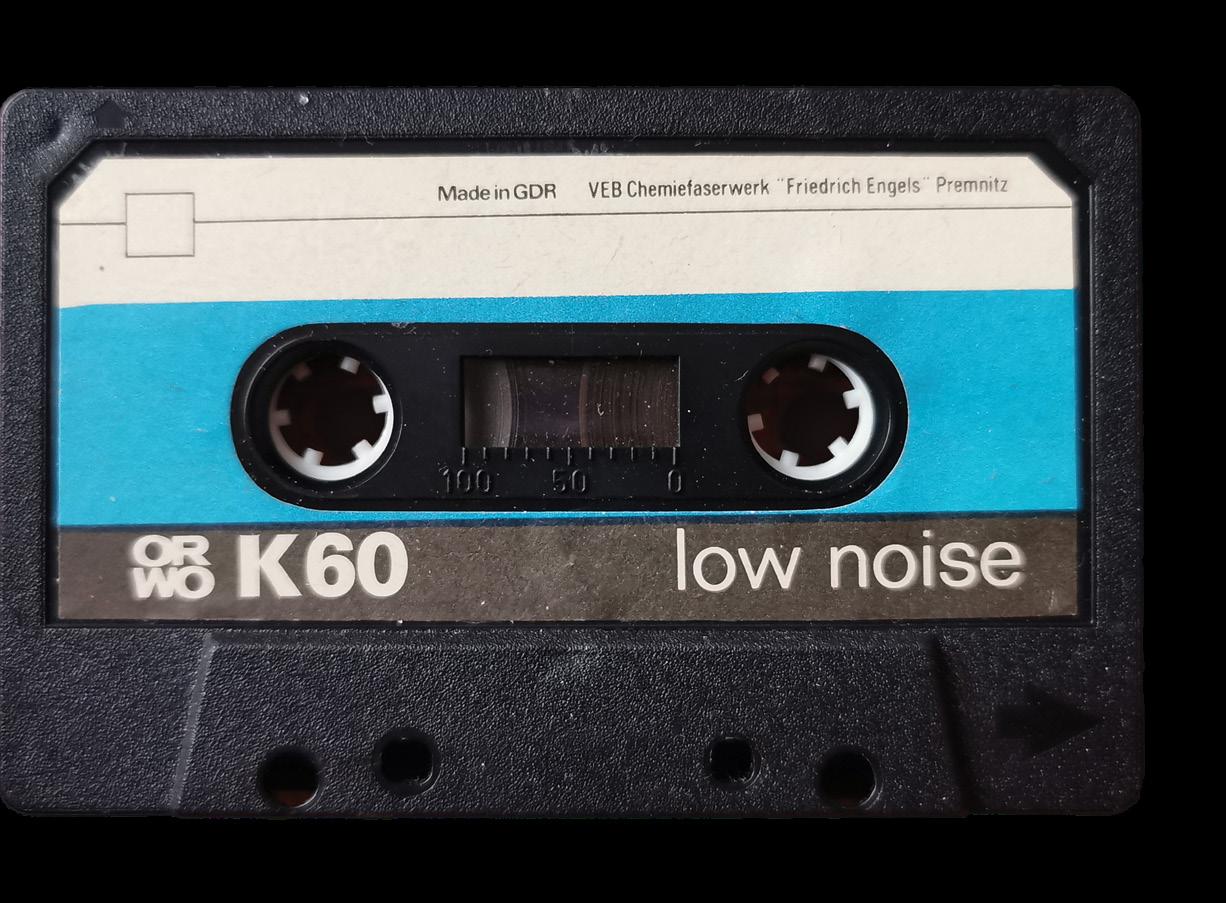 Made in GDR VEB Chemiefaserwerk "Friedrich Engels" Premnitz
100 50 0
ORWO K60 low noise